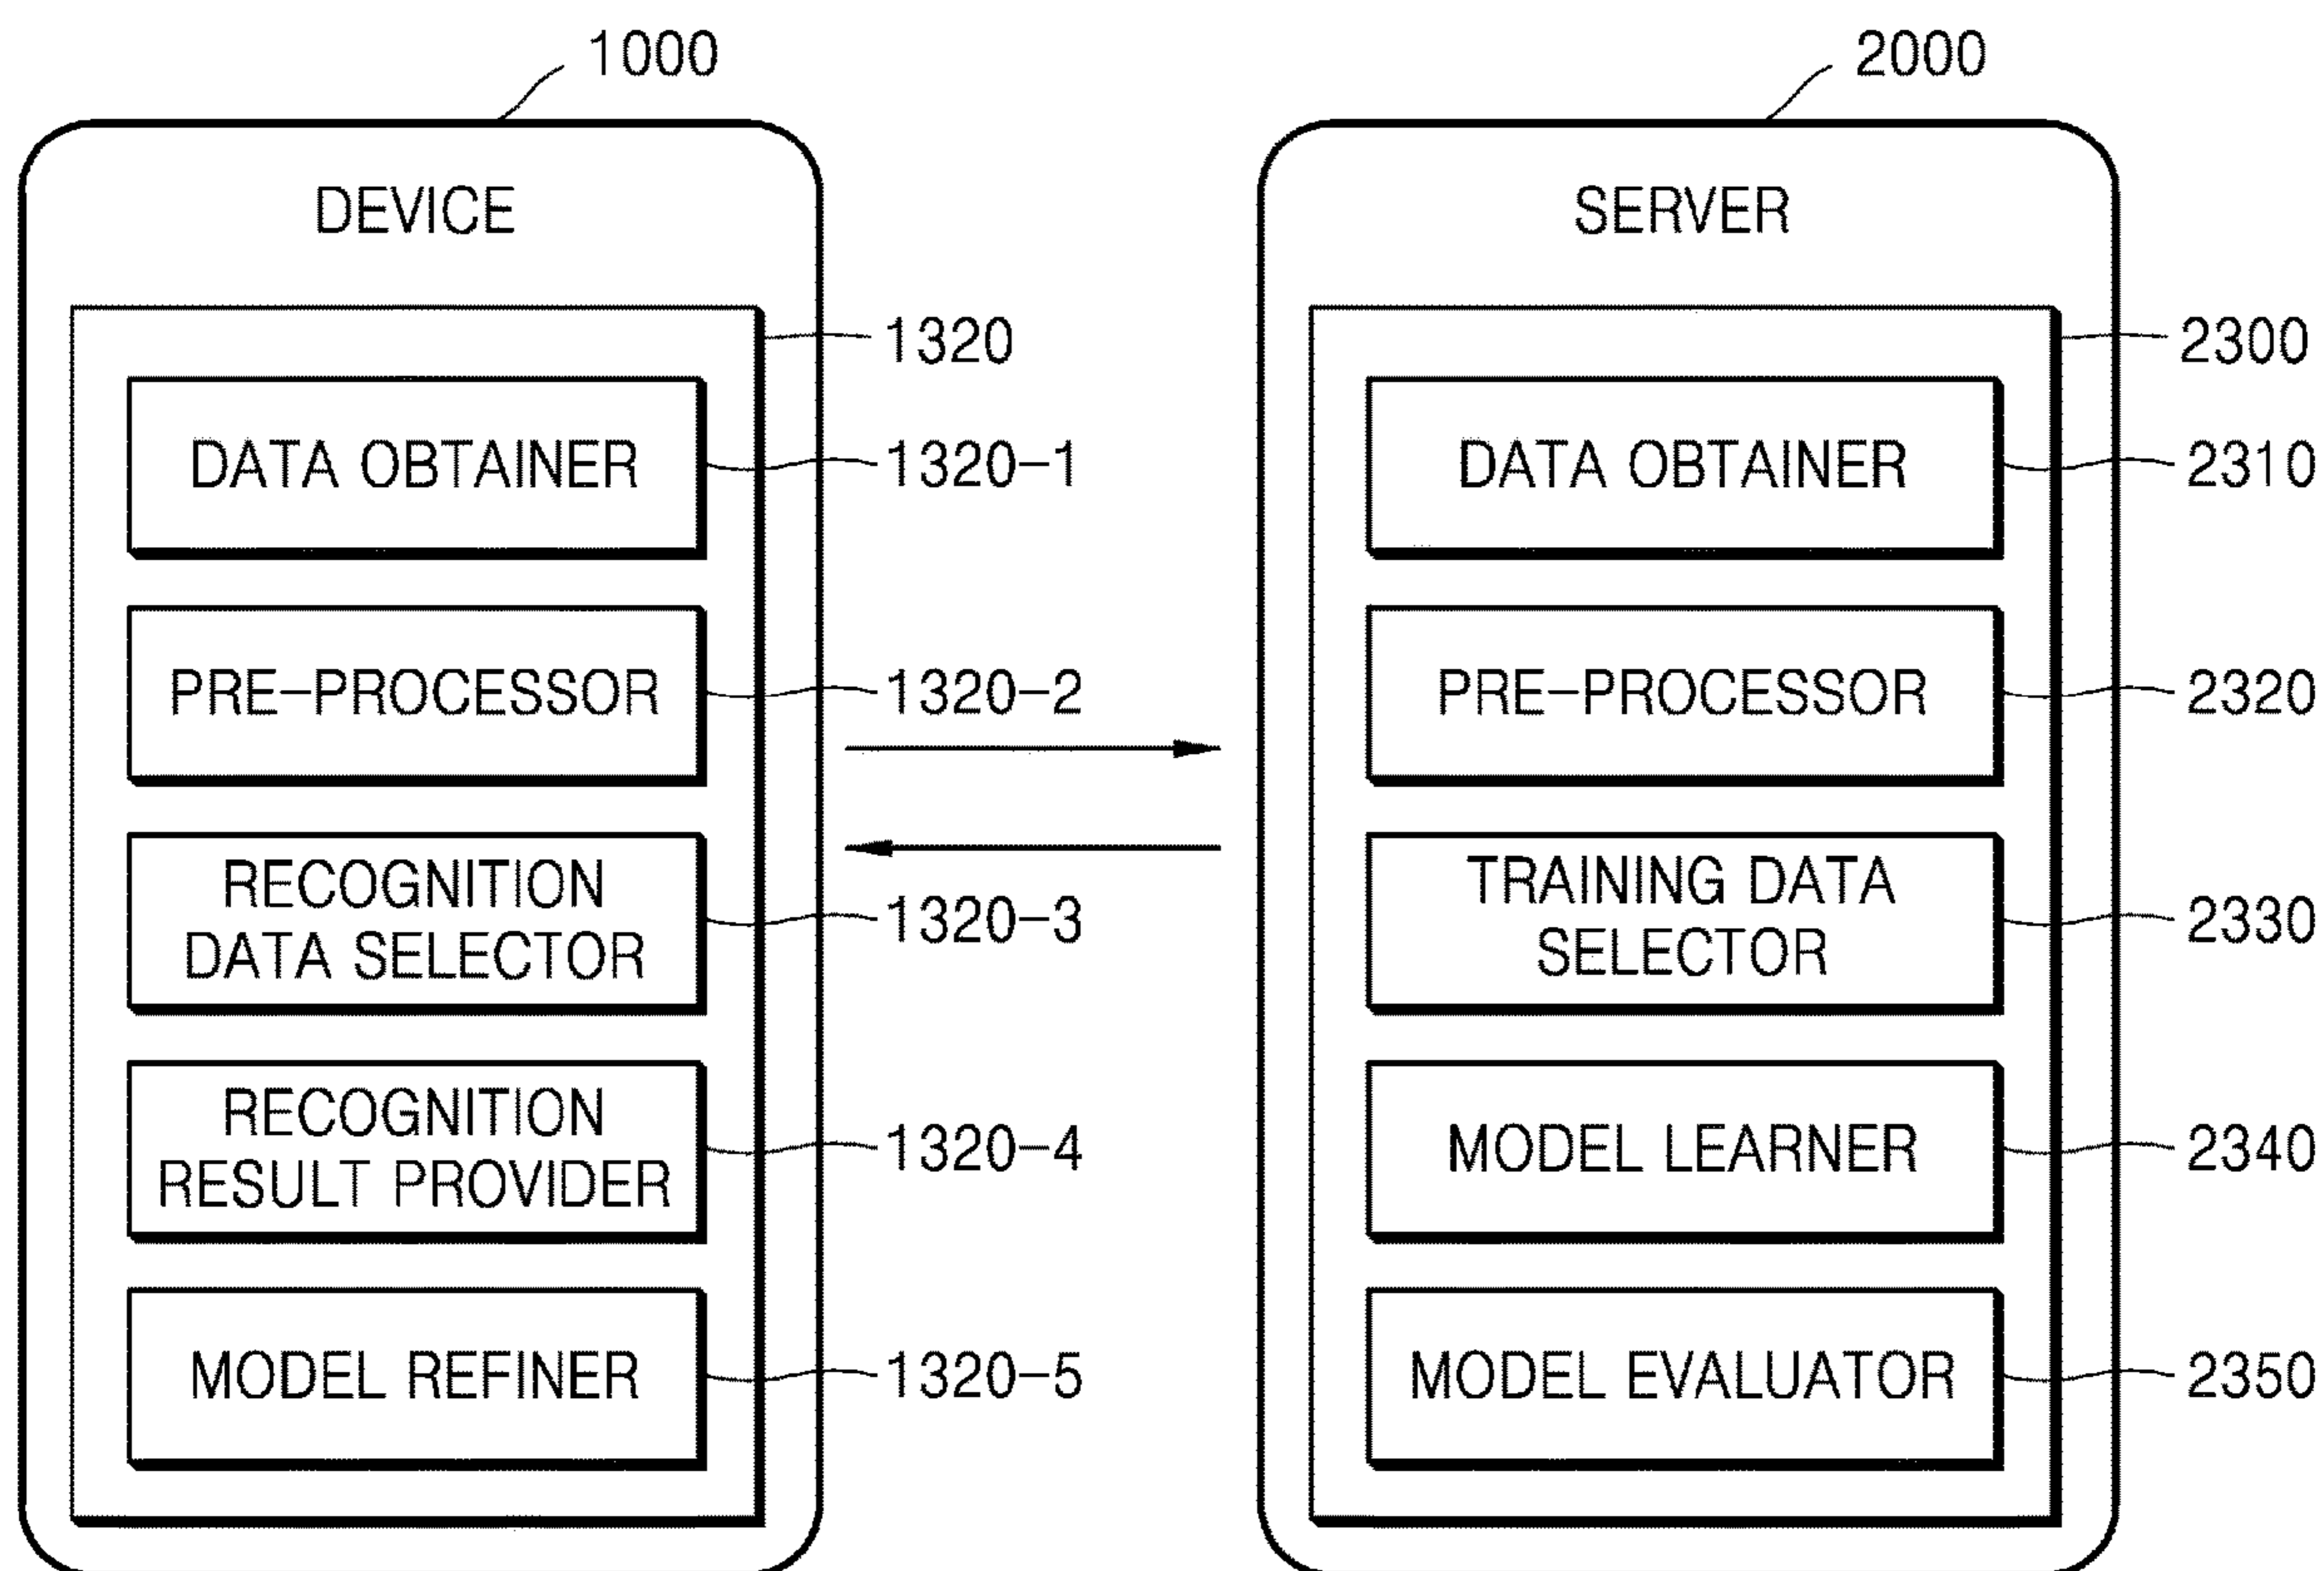 1000
DEVICE
1320
DATA OBTAINER
1320-1
PRE-PROCESSOR
1320-2
RECOGNITION
DATA SELECTOR
1320-3
RECOGNITION
RESULT PROVIDER
1320-4
MODEL REFINER
1320-5
2000
SERVER
2300
DATA OBTAINER
2310
PRE-PROCESSOR
2320
TRAINING DATA
SELECTOR
2330
MODEL LEARNER
2340
MODEL EVALUATOR
2350